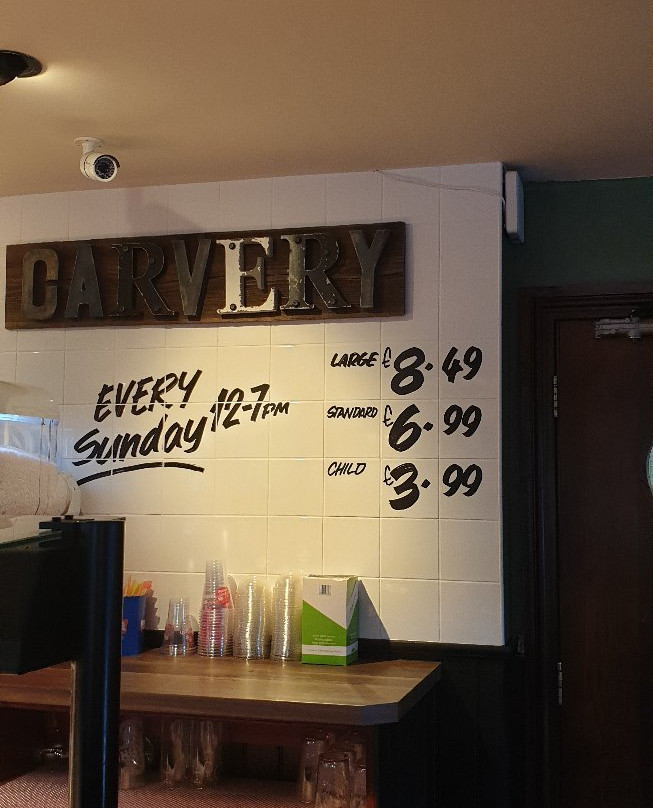 CARVERY
EVERY
Sunday 12-7PM
LARGE £8.49
STANDARD £6.99
CHILD £3.99